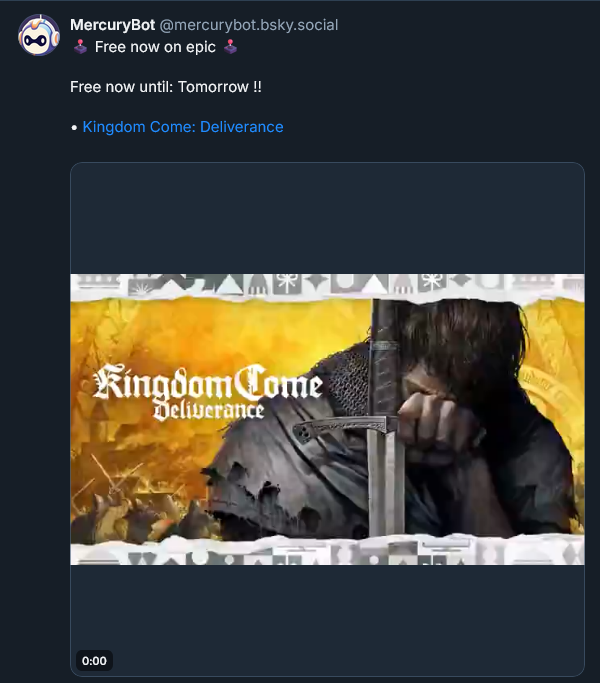 MercuryBot @mercurybot.bsky.social
🕹️ Free now on epic 🕹️
Free now until: Tomorrow !!
• Kingdom Come: Deliverance
Kingdom Come
Deliverance
0:00